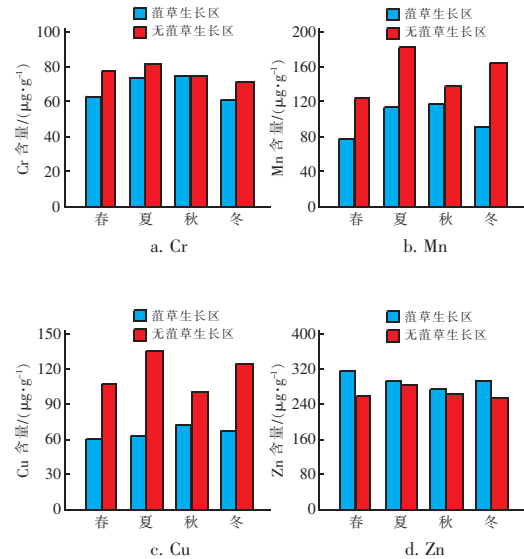 菹草生长区
无菹草生长区
Cr 含量/(μg·g⁻¹)
100
80
60
40
20
0
春 夏 秋 冬
a. Cr
菹草生长区
无菹草生长区
Mn 含量/(μg·g⁻¹)
200
160
120
80
40
0
春 夏 秋 冬
b. Mn
菹草生长区
无菹草生长区
Cu 含量/(μg·g⁻¹)
150
120
90
60
30
0
春 夏 秋 冬
c. Cu
菹草生长区
无菹草生长区
Zn 含量/(μg·g⁻¹)
400
320
240
160
80
0
春 夏 秋 冬
d. Zn